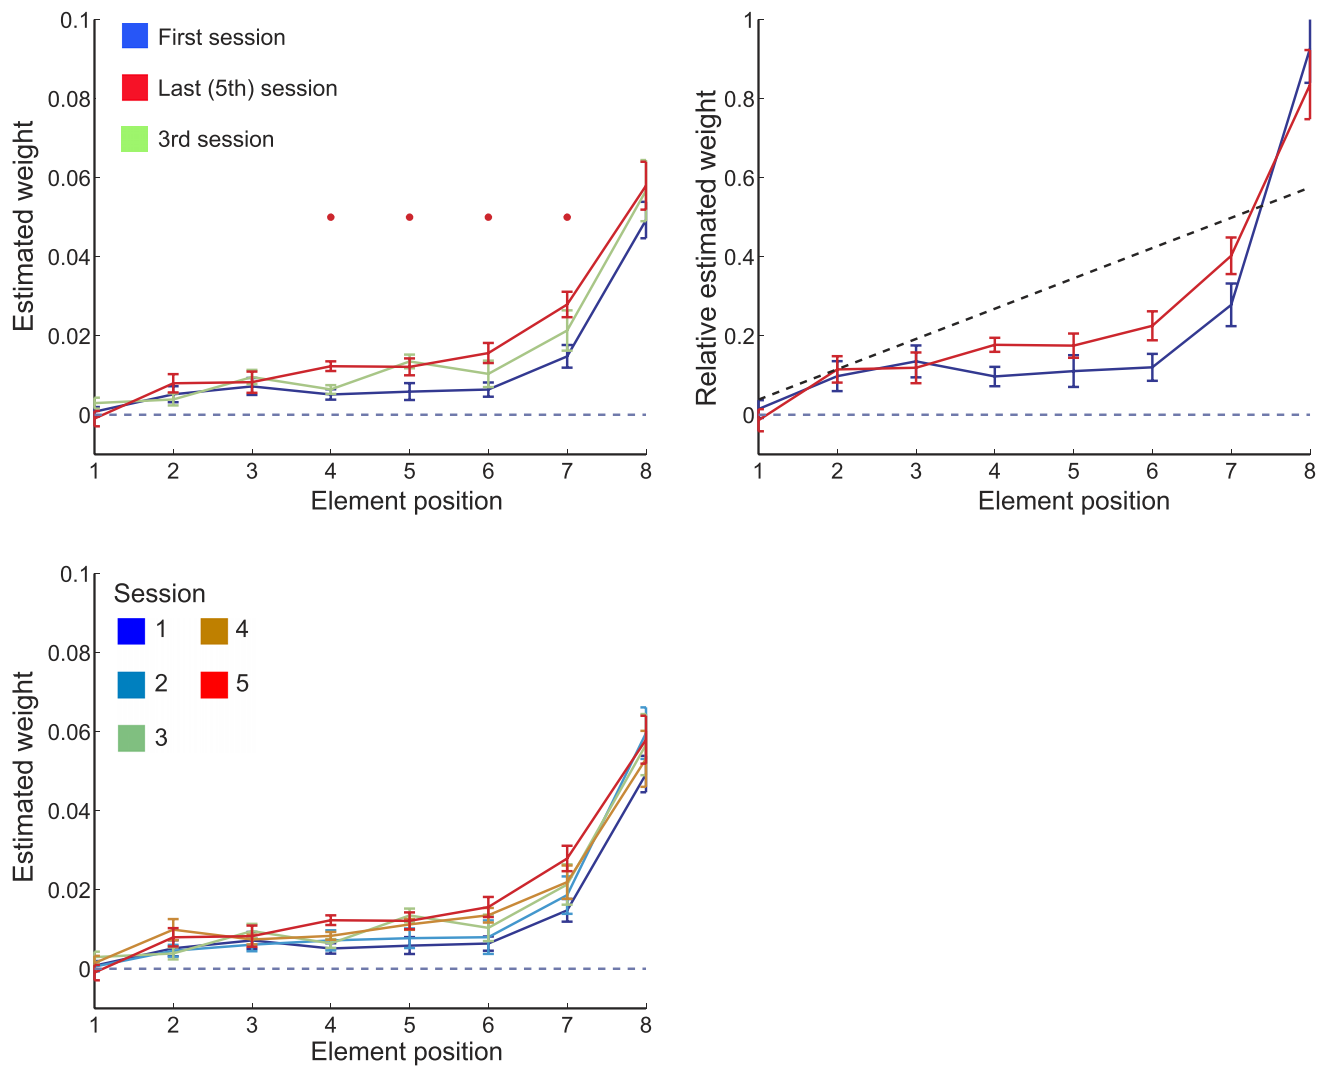 0.1
0.08
0.06
0.04
0.02
0
Estimated weight
First session
Last (5th) session
3rd session
1 2 3 4 5 6 7 8
Element position
1
0.8
0.6
0.4
0.2
0
Relative estimated weight
1 2 3 4 5 6 7 8
Element position
0.1
0.08
0.06
0.04
0.02
0
Estimated weight
Session
1 4
2 5
3
1 2 3 4 5 6 7 8
Element position